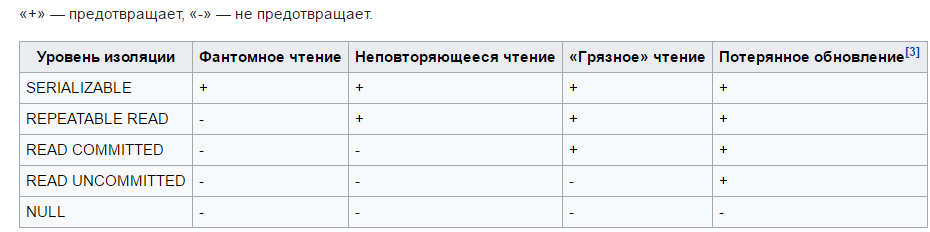 «+» — предотвращает, «-» — не предотвращает.
Уровень изоляции Фантомное чтение Неповторяющееся чтение «Грязное» чтение Потерянное обновление[3]
SERIALIZABLE + + + +
REPEATABLE READ - + + +
READ COMMITTED - - + +
READ UNCOMMITTED - - - +
NULL - - - -